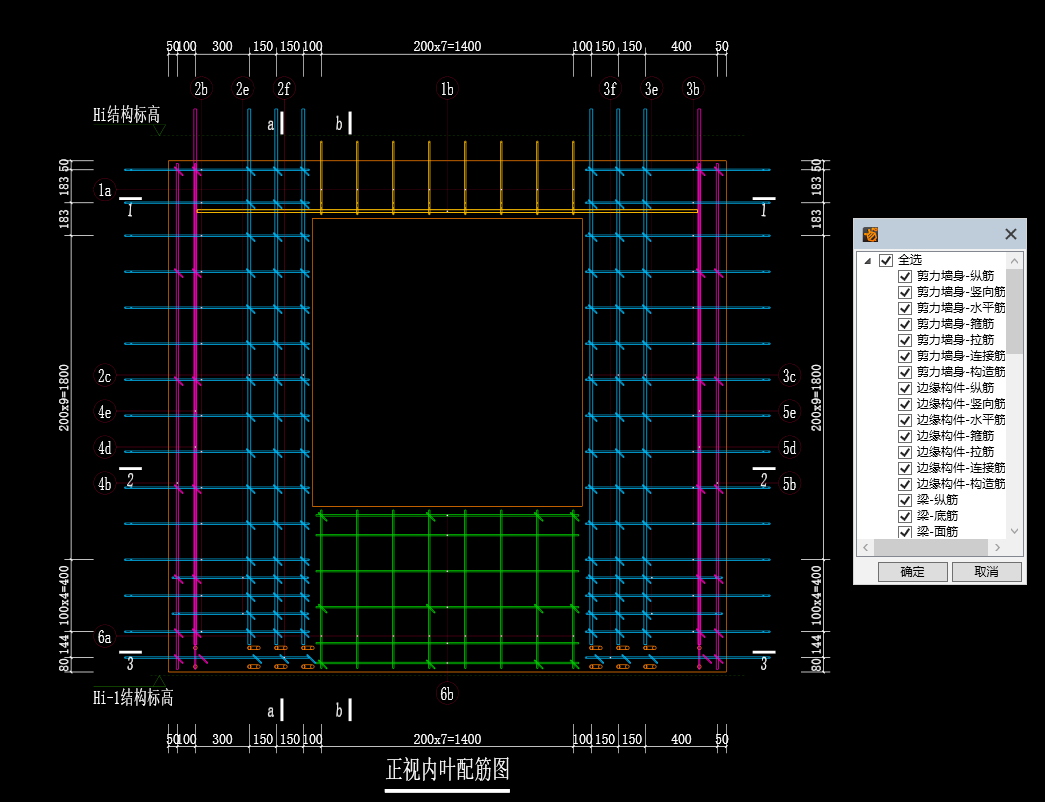 50 100 300 150 150 100 200x7=1400 100 150 150 400 50
2b 2e 2f 1b 3f 3e 3b
Hi结构标高
a b
50 50
183 183
1a
1 1
183 183
200x9=1800 200x9=1800
2c 3c
4e 5e
4d 5d
2 2
4b 5b
100x4=400 100x4=400
6a
144 144
3 3
80 80
Hi-1结构标高
6b
a b
50 100 300 150 150 100 200x7=1400 100 150 150 400 50
正视内叶配筋图
全选
剪力墙身-纵筋
剪力墙身-竖向筋
剪力墙身-水平筋
剪力墙身-箍筋
剪力墙身-拉筋
剪力墙身-连接筋
剪力墙身-构造筋
边缘构件-纵筋
边缘构件-竖向筋
边缘构件-水平筋
边缘构件-箍筋
边缘构件-拉筋
边缘构件-连接筋
边缘构件-构造筋
梁-纵筋
梁-底筋
梁-面筋
确定 取消